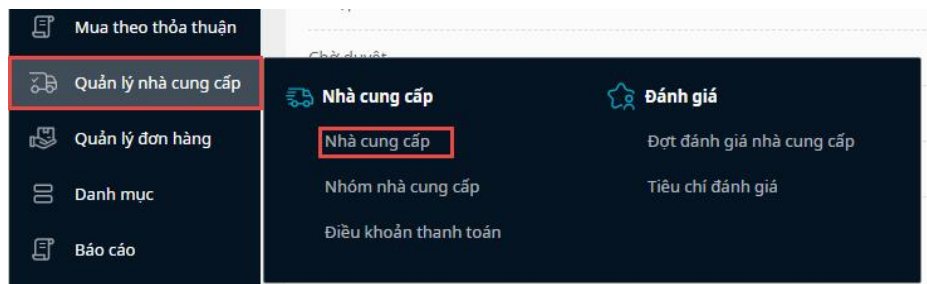 Mua theo thỏa thuận
Chờ duyệt
Quản lý nhà cung cấp
Nhà cung cấp
Đánh giá
Nhà cung cấp
Đợt đánh giá nhà cung cấp
Quản lý đơn hàng
Nhóm nhà cung cấp
Tiêu chí đánh giá
Danh mục
Điều khoản thanh toán
Báo cáo